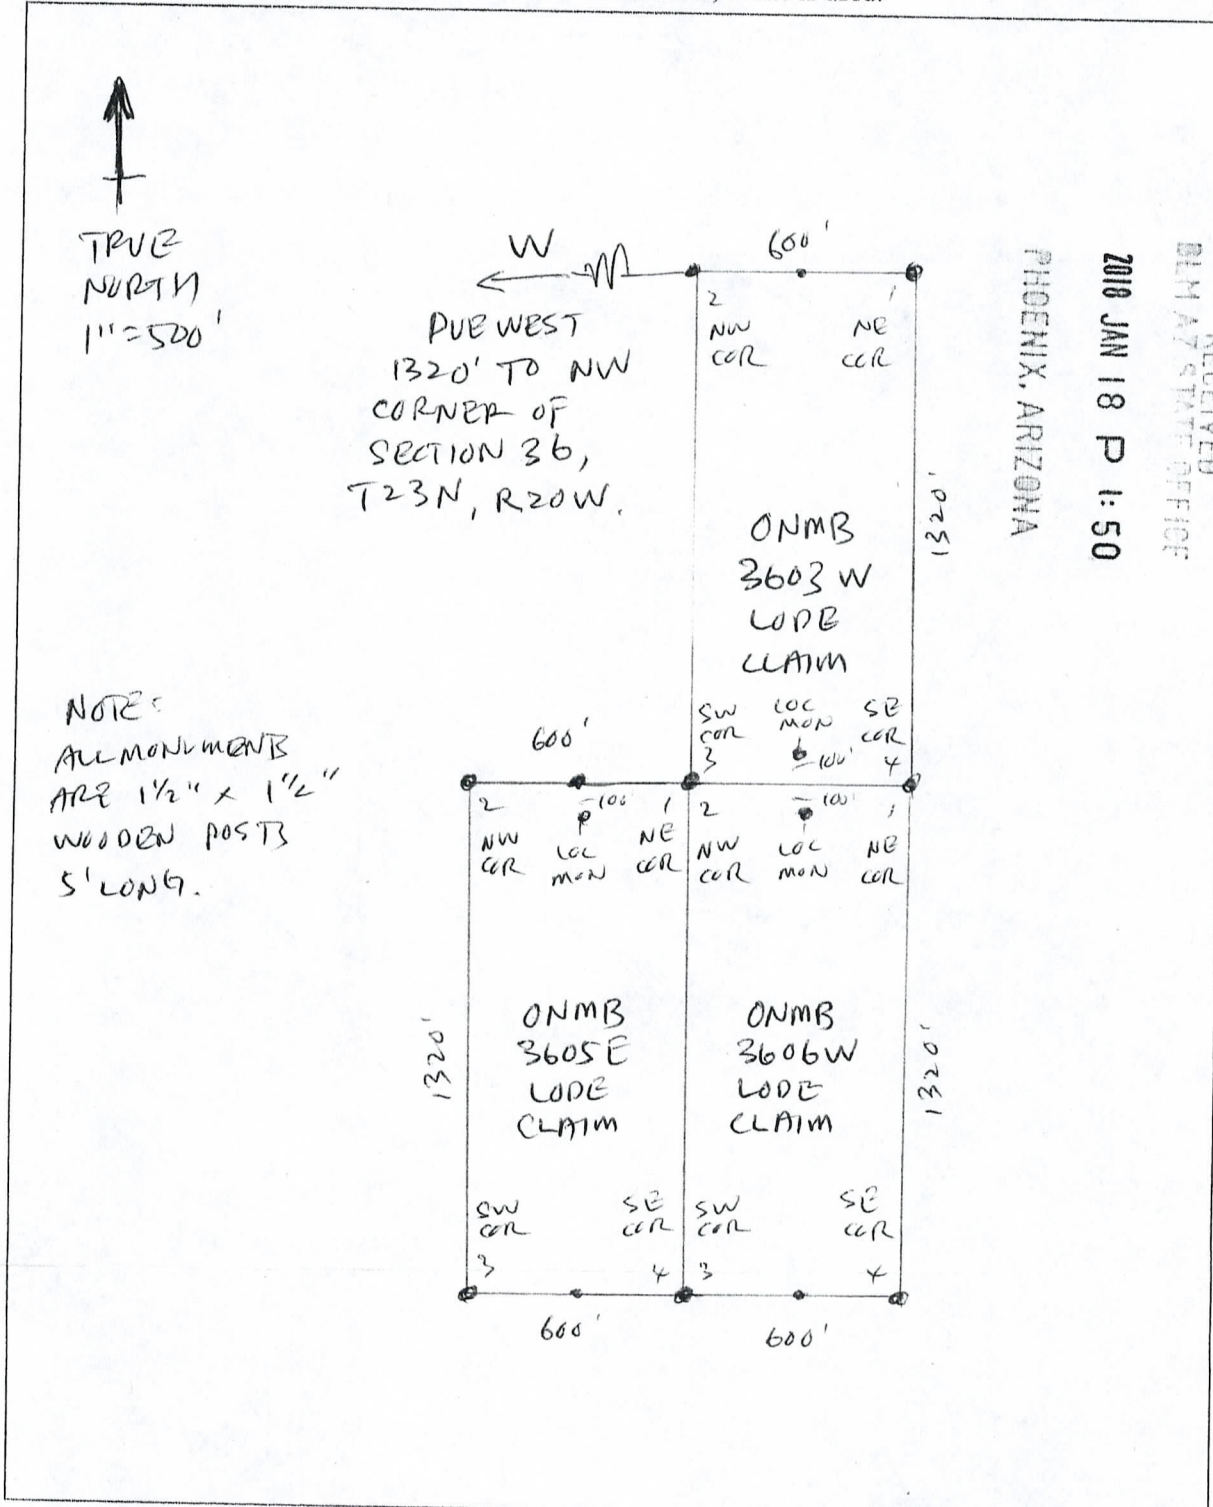 TRUE
NORTH
1"=500'
W
DUE WEST
1320' TO NW
CORNER OF
SECTION 36,
T23N, R20W.
600'
2
1
NW
COR
NE
COR
1320'
ONMB
3603 W
LODE
CLAIM
SW
COR
3
LOC
MON
100'
SE
COR
4
RECEIVED
BLM AZ STATE OFFICE
2018 JAN 18 P 1:50
PHOENIX, ARIZONA
NOTE:
ALL MONUMENTS
ARE 1½" x 1½"
WOODEN POSTS
5' LONG.
600'
2
100'
1
NW
COR
LOC
MON
NE
COR
2
100'
1
NW
COR
LOC
MON
NE
COR
1320'
ONMB
3605E
LODE
CLAIM
ONMB
3606W
LODE
CLAIM
1320'
SW
COR
3
SE
COR
4
SW
COR
3
SE
COR
4
600'
600'